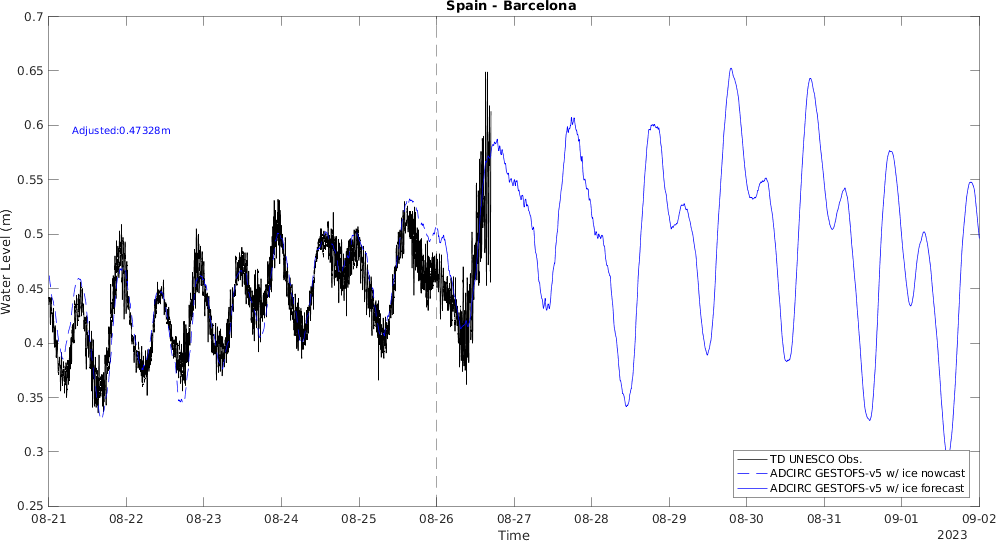 Spain - Barcelona
0.7
0.65
0.6
0.55
0.5
0.45
0.4
0.35
0.3
0.25
Water Level (m)
Adjusted:0.47328m
TD UNESCO Obs.
ADCIRC GESTOFS-v5 w/ ice nowcast
ADCIRC GESTOFS-v5 w/ ice forecast
08-21 08-22 08-23 08-24 08-25 08-26 08-27 08-28 08-29 08-30 08-31 09-01 09-02
Time
2023